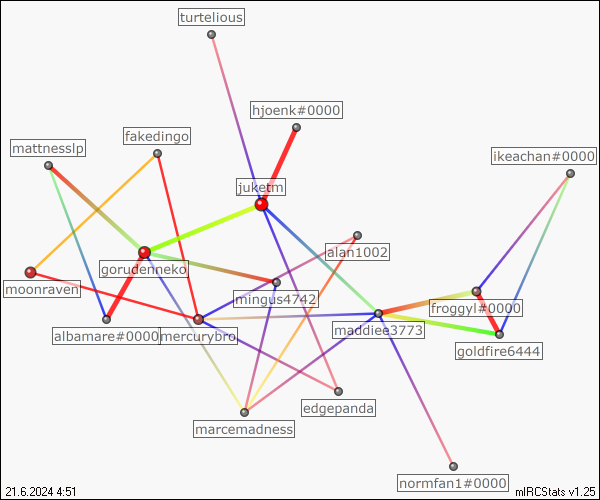 turtelious
hjoenk#0000
fakedingo
mattnesslp
ikeachan#0000
juketm
alan1002
gorudenneko
moonraven
mingus4742
froggyl#0000
maddiee3773
albamare#0000
mercurybro
goldfire6444
edgepanda
marcemadness
normfan1#0000
21.6.2024 4:51
mIRCStats v1.25